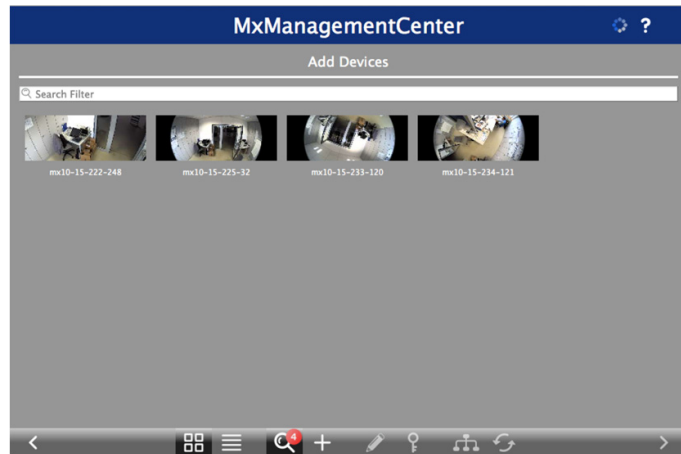 MxManagementCenter ?
Add Devices
Search Filter
mx10-15-222-248 mx10-15-225-32 mx10-15-233-120 mx10-15-234-121
4